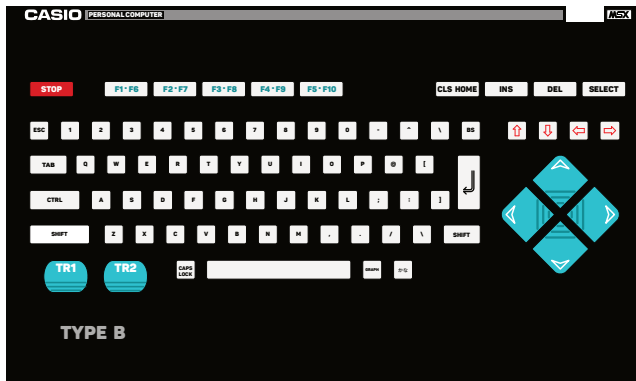 CASIO PERSONAL COMPUTER MSX
STOP F1·F6 F2·F7 F3·F8 F4·F9 F5·F10 CLS HOME INS DEL SELECT
ESC 1 2 3 4 5 6 7 8 9 0 - ^ \ BS
TAB Q W E R T Y U I O P @ [
CTRL A S D F G H J K L ; : ]
SHIFT Z X C V B N M , . / \ SHIFT
TR1 TR2 CAPS LOCK GRAPH かな
TYPE B